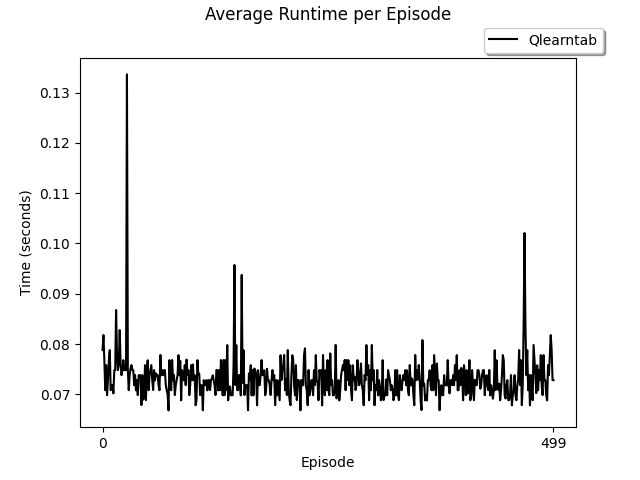 Average Runtime per Episode
Qlearntab
0.13
0.12
0.11
0.10
0.09
0.08
0.07
Time (seconds)
0
499
Episode